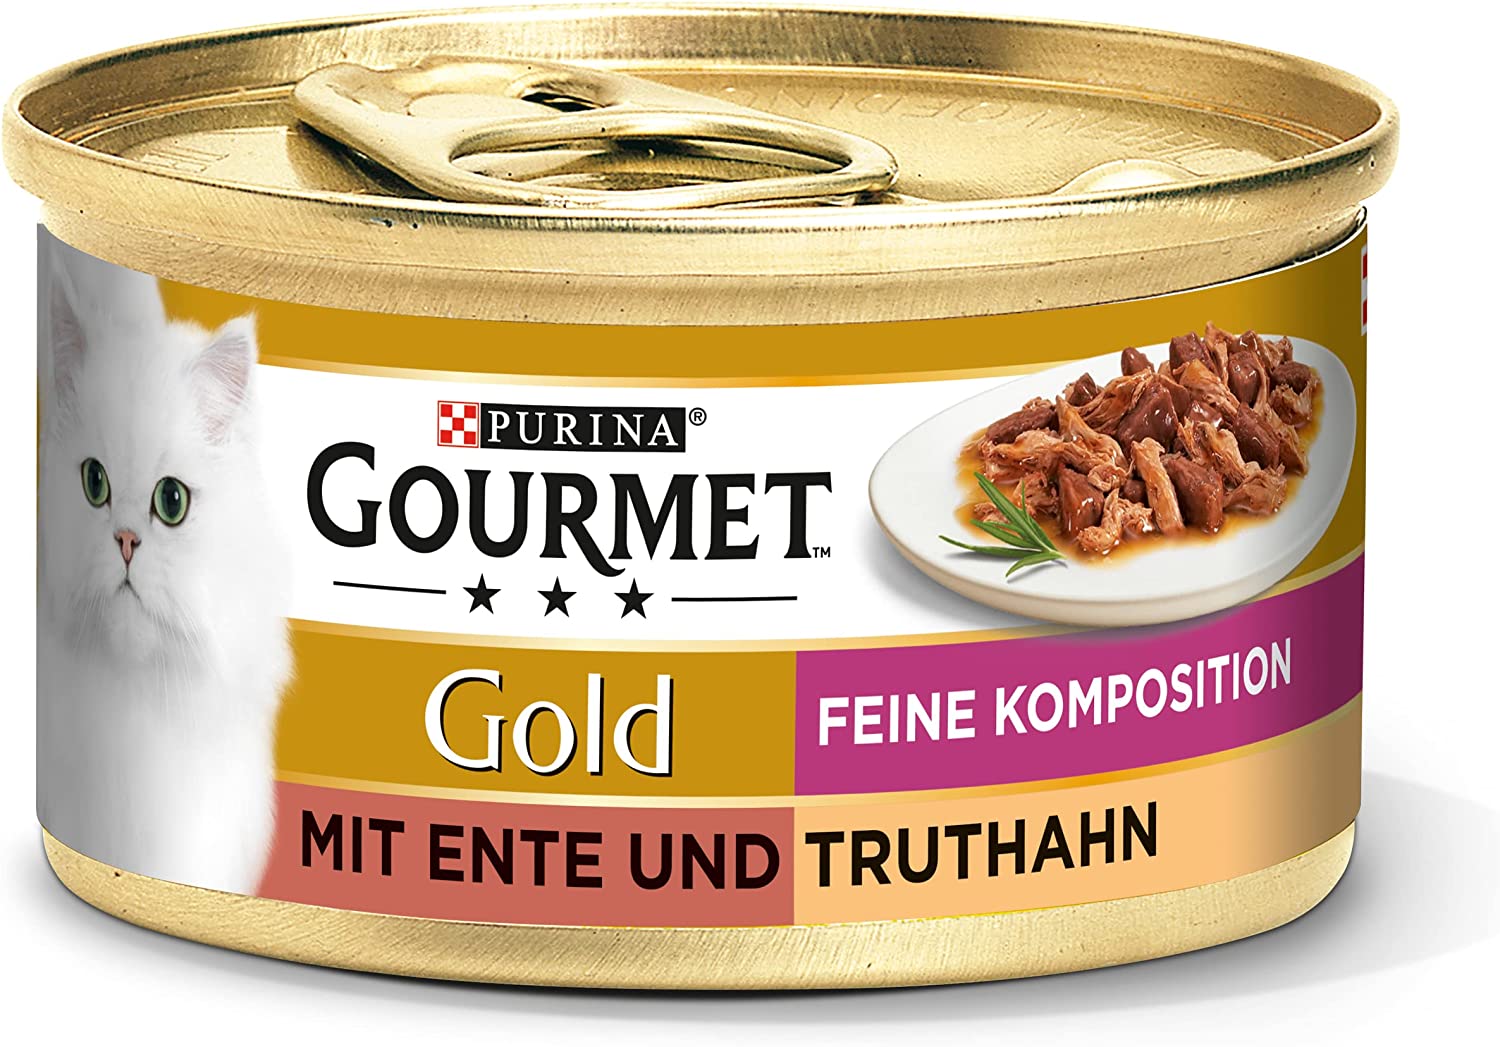 PURINA®
GOURMET™
Gold
FEINE KOMPOSITION
MIT ENTE UND TRUTHAHN